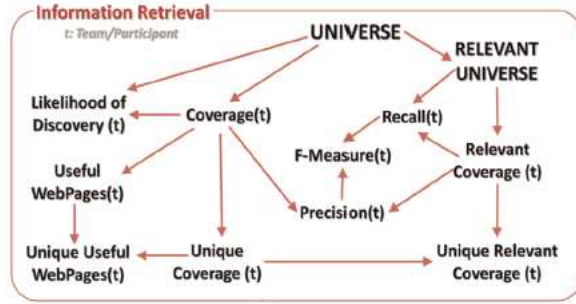 Information Retrieval
t: Team/Participant
UNIVERSE
RELEVANT
UNIVERSE
Likelihood of
Discovery (t)
Coverage(t)
Recall(t)
F-Measure(t)
Relevant
Coverage (t)
Useful
WebPages(t)
Precision(t)
Unique Useful
WebPages(t)
Unique
Coverage (t)
Unique Relevant
Coverage (t)